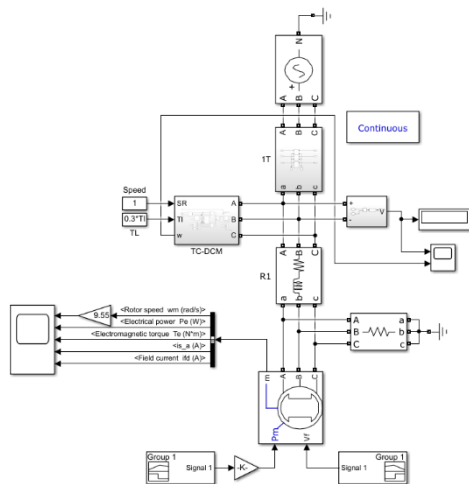 N
A B C
A B C
1T
a b c
Continuous
Speed
1
SR
A
0.3*Tl
Tl
B
TL
w
C
TC-DCM
+
-
V
A B C
R1
a b c
A a
B b
C c
9.55
<Rotor speed wm (rad/s)>
<Electrical power Pe (W)>
<Electromagnetic torque Te (N*m)>
<is_a (A)>
<Field current ifd (A)>
m
A B C
Pm
Vf
Group 1
Signal 1
-K-
Group 1
Signal 1